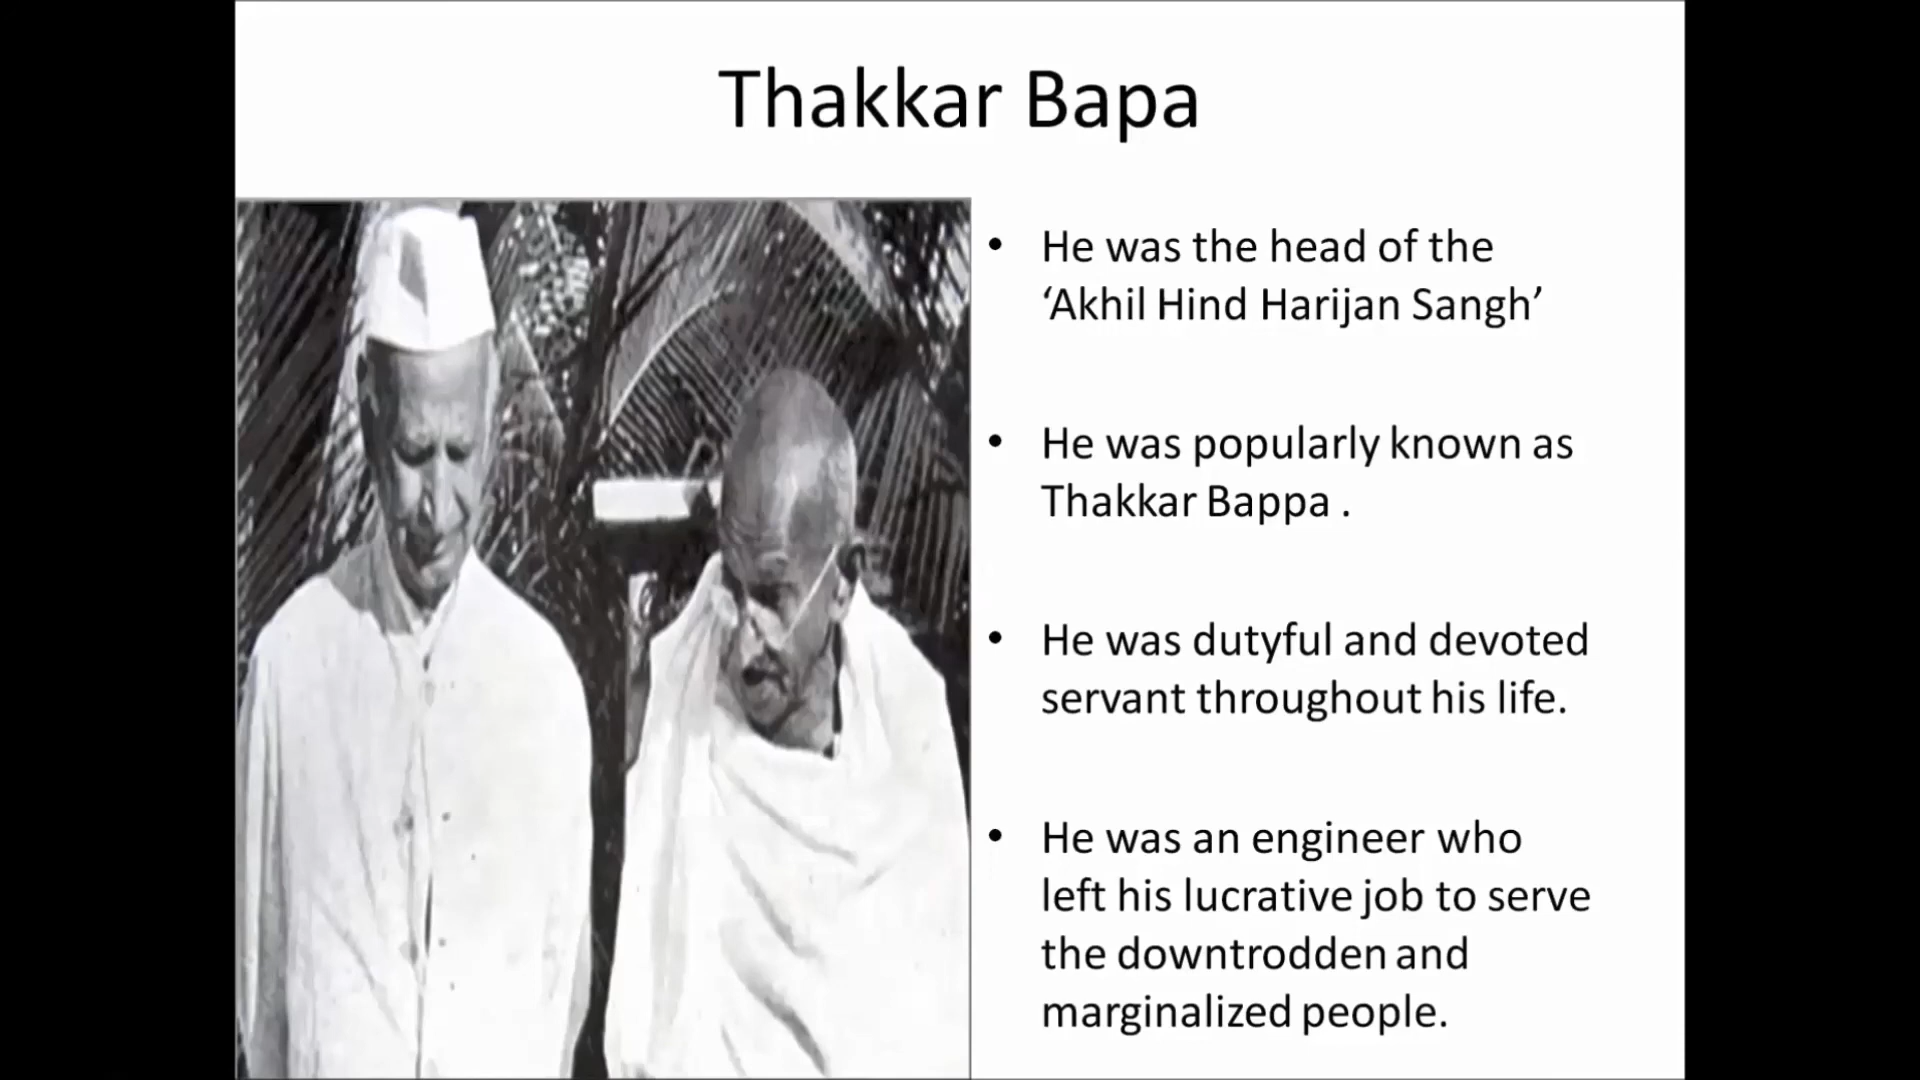 Thakkar Bapa
• He was the head of the
‘Akhil Hind Harijan Sangh’
• He was popularly known as
Thakkar Bappa .
• He was dutyful and devoted
servant throughout his life.
• He was an engineer who
left his lucrative job to serve
the downtrodden and
marginalized people.